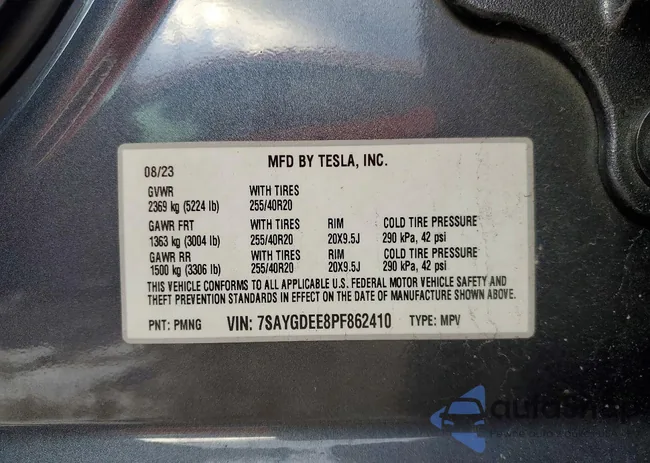 MFD BY TESLA, INC.
08/23
GVWR WITH TIRES
2369 kg (5224 lb) 255/40R20
GAWR FRT WITH TIRES RIM COLD TIRE PRESSURE
1363 kg (3004 lb) 255/40R20 20X9.5J 290 kPa, 42 psi
GAWR RR WITH TIRES RIM COLD TIRE PRESSURE
1500 kg (3306 lb) 255/40R20 20X9.5J 290 kPa, 42 psi
THIS VEHICLE CONFORMS TO ALL APPLICABLE U.S. FEDERAL MOTOR VEHICLE SAFETY AND
THEFT PREVENTION STANDARDS IN EFFECT ON THE DATE OF MANUFACTURE SHOWN ABOVE.
PNT: PMNG VIN: 7SAYGDEE8PF862410 TYPE: MPV